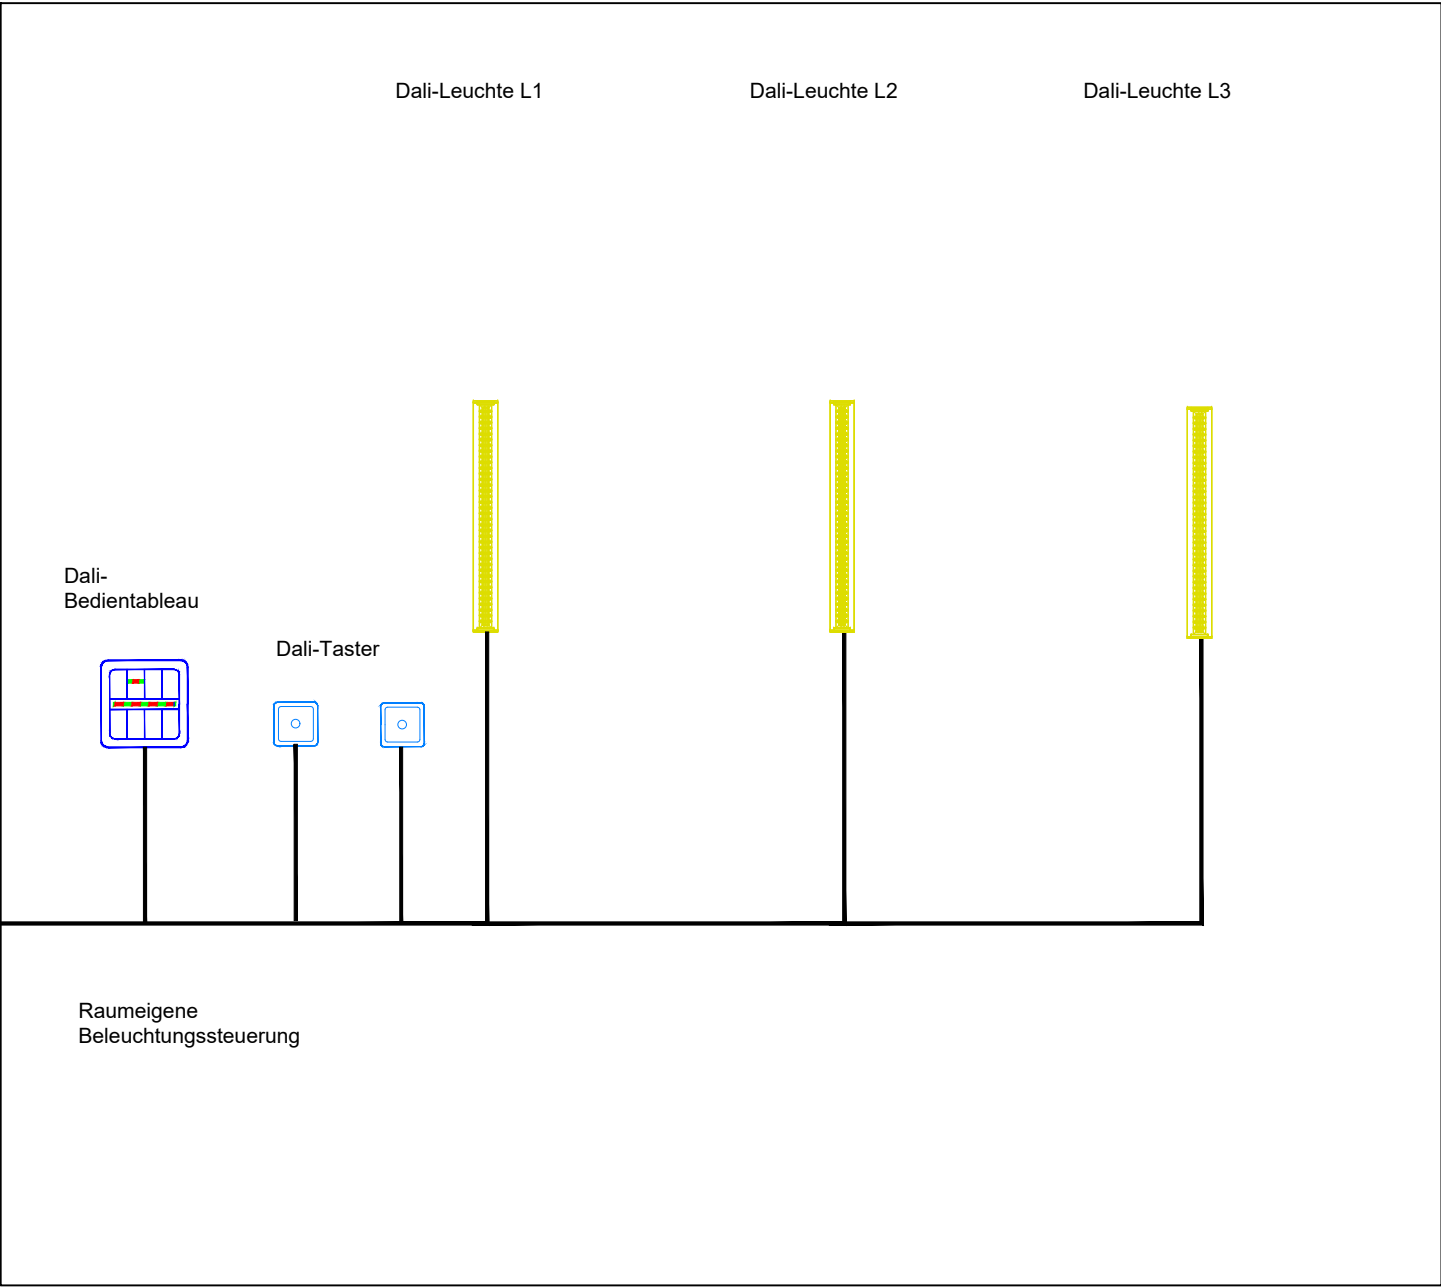 Dali-Leuchte L1
Dali-Leuchte L2
Dali-Leuchte L3
Dali-
Bedientableau
Dali-Taster
Raumeigene
Beleuchtungssteuerung